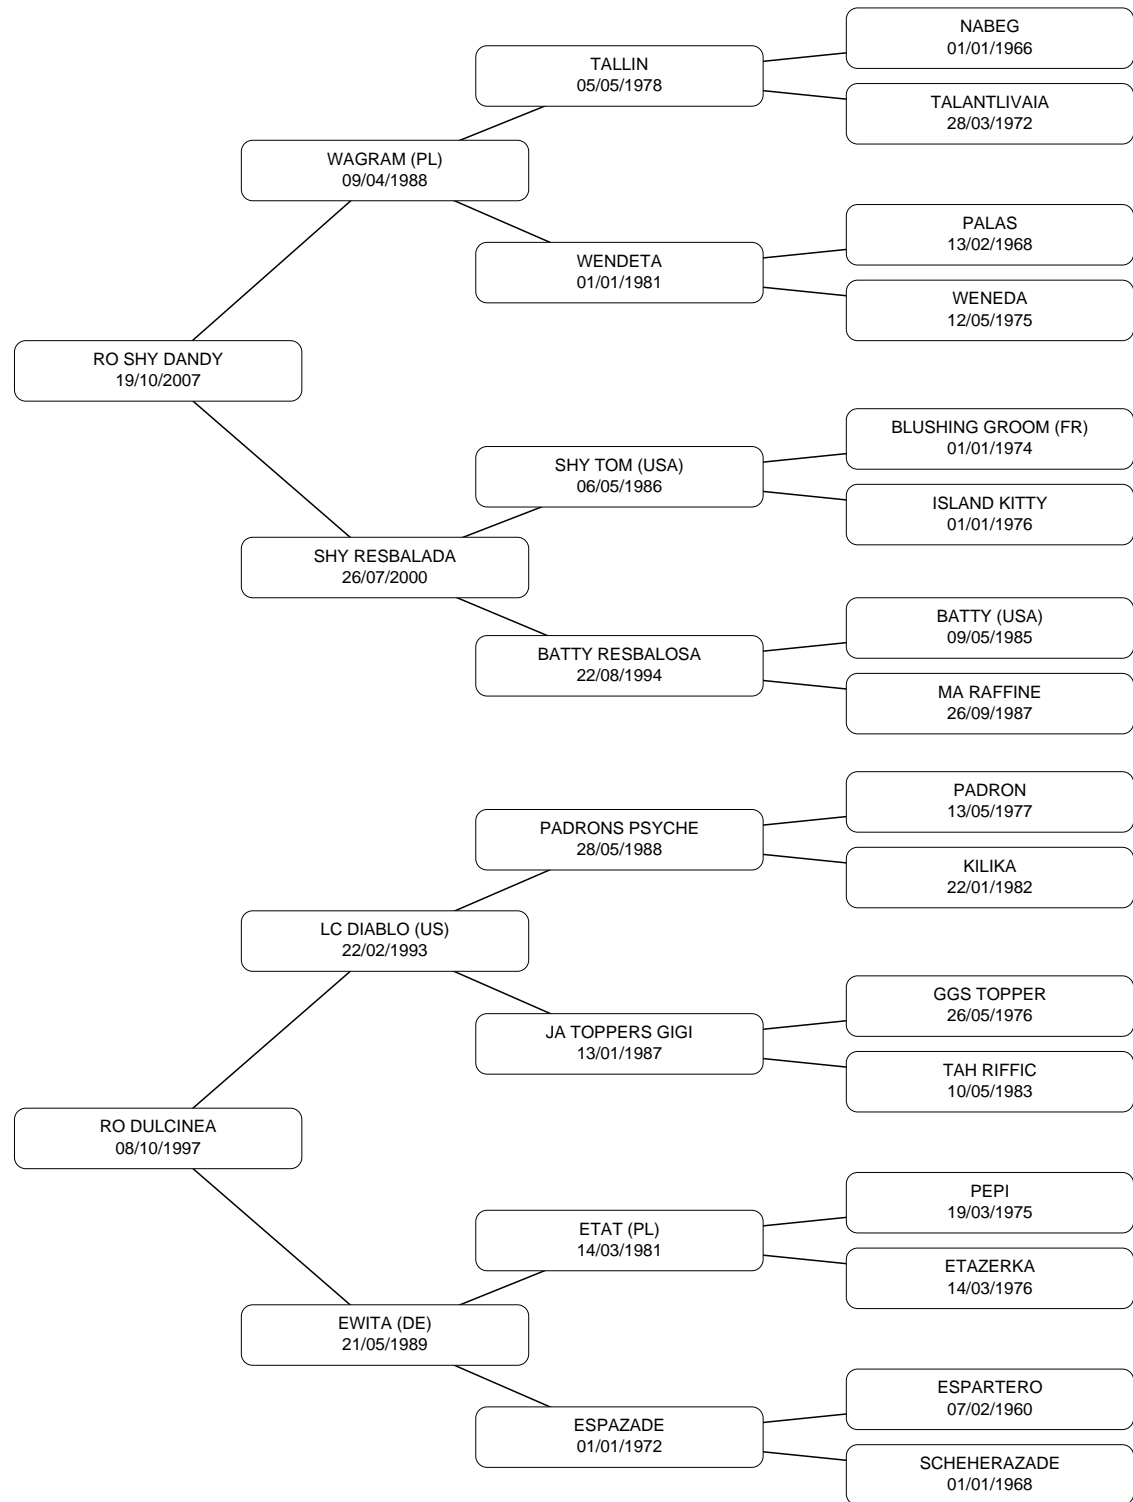 NABEG
01/01/1966
TALLIN
05/05/1978
TALANTLIVAIA
28/03/1972
WAGRAM (PL)
09/04/1988
PALAS
13/02/1968
WENDETA
01/01/1981
WENEDA
12/05/1975
RO SHY DANDY
19/10/2007
BLUSHING GROOM (FR)
01/01/1974
SHY TOM (USA)
06/05/1986
ISLAND KITTY
01/01/1976
SHY RESBALADA
26/07/2000
BATTY (USA)
09/05/1985
BATTY RESBALOSA
22/08/1994
MA RAFFINE
26/09/1987
PADRON
13/05/1977
PADRONS PSYCHE
28/05/1988
KILIKA
22/01/1982
LC DIABLO (US)
22/02/1993
GGS TOPPER
26/05/1976
JA TOPPERS GIGI
13/01/1987
TAH RIFFIC
10/05/1983
RO DULCINEA
08/10/1997
PEPI
19/03/1975
ETAT (PL)
14/03/1981
ETAZERKA
14/03/1976
EWITA (DE)
21/05/1989
ESPARTERO
07/02/1960
ESPAZADE
01/01/1972
SCHEHERAZADE
01/01/1968